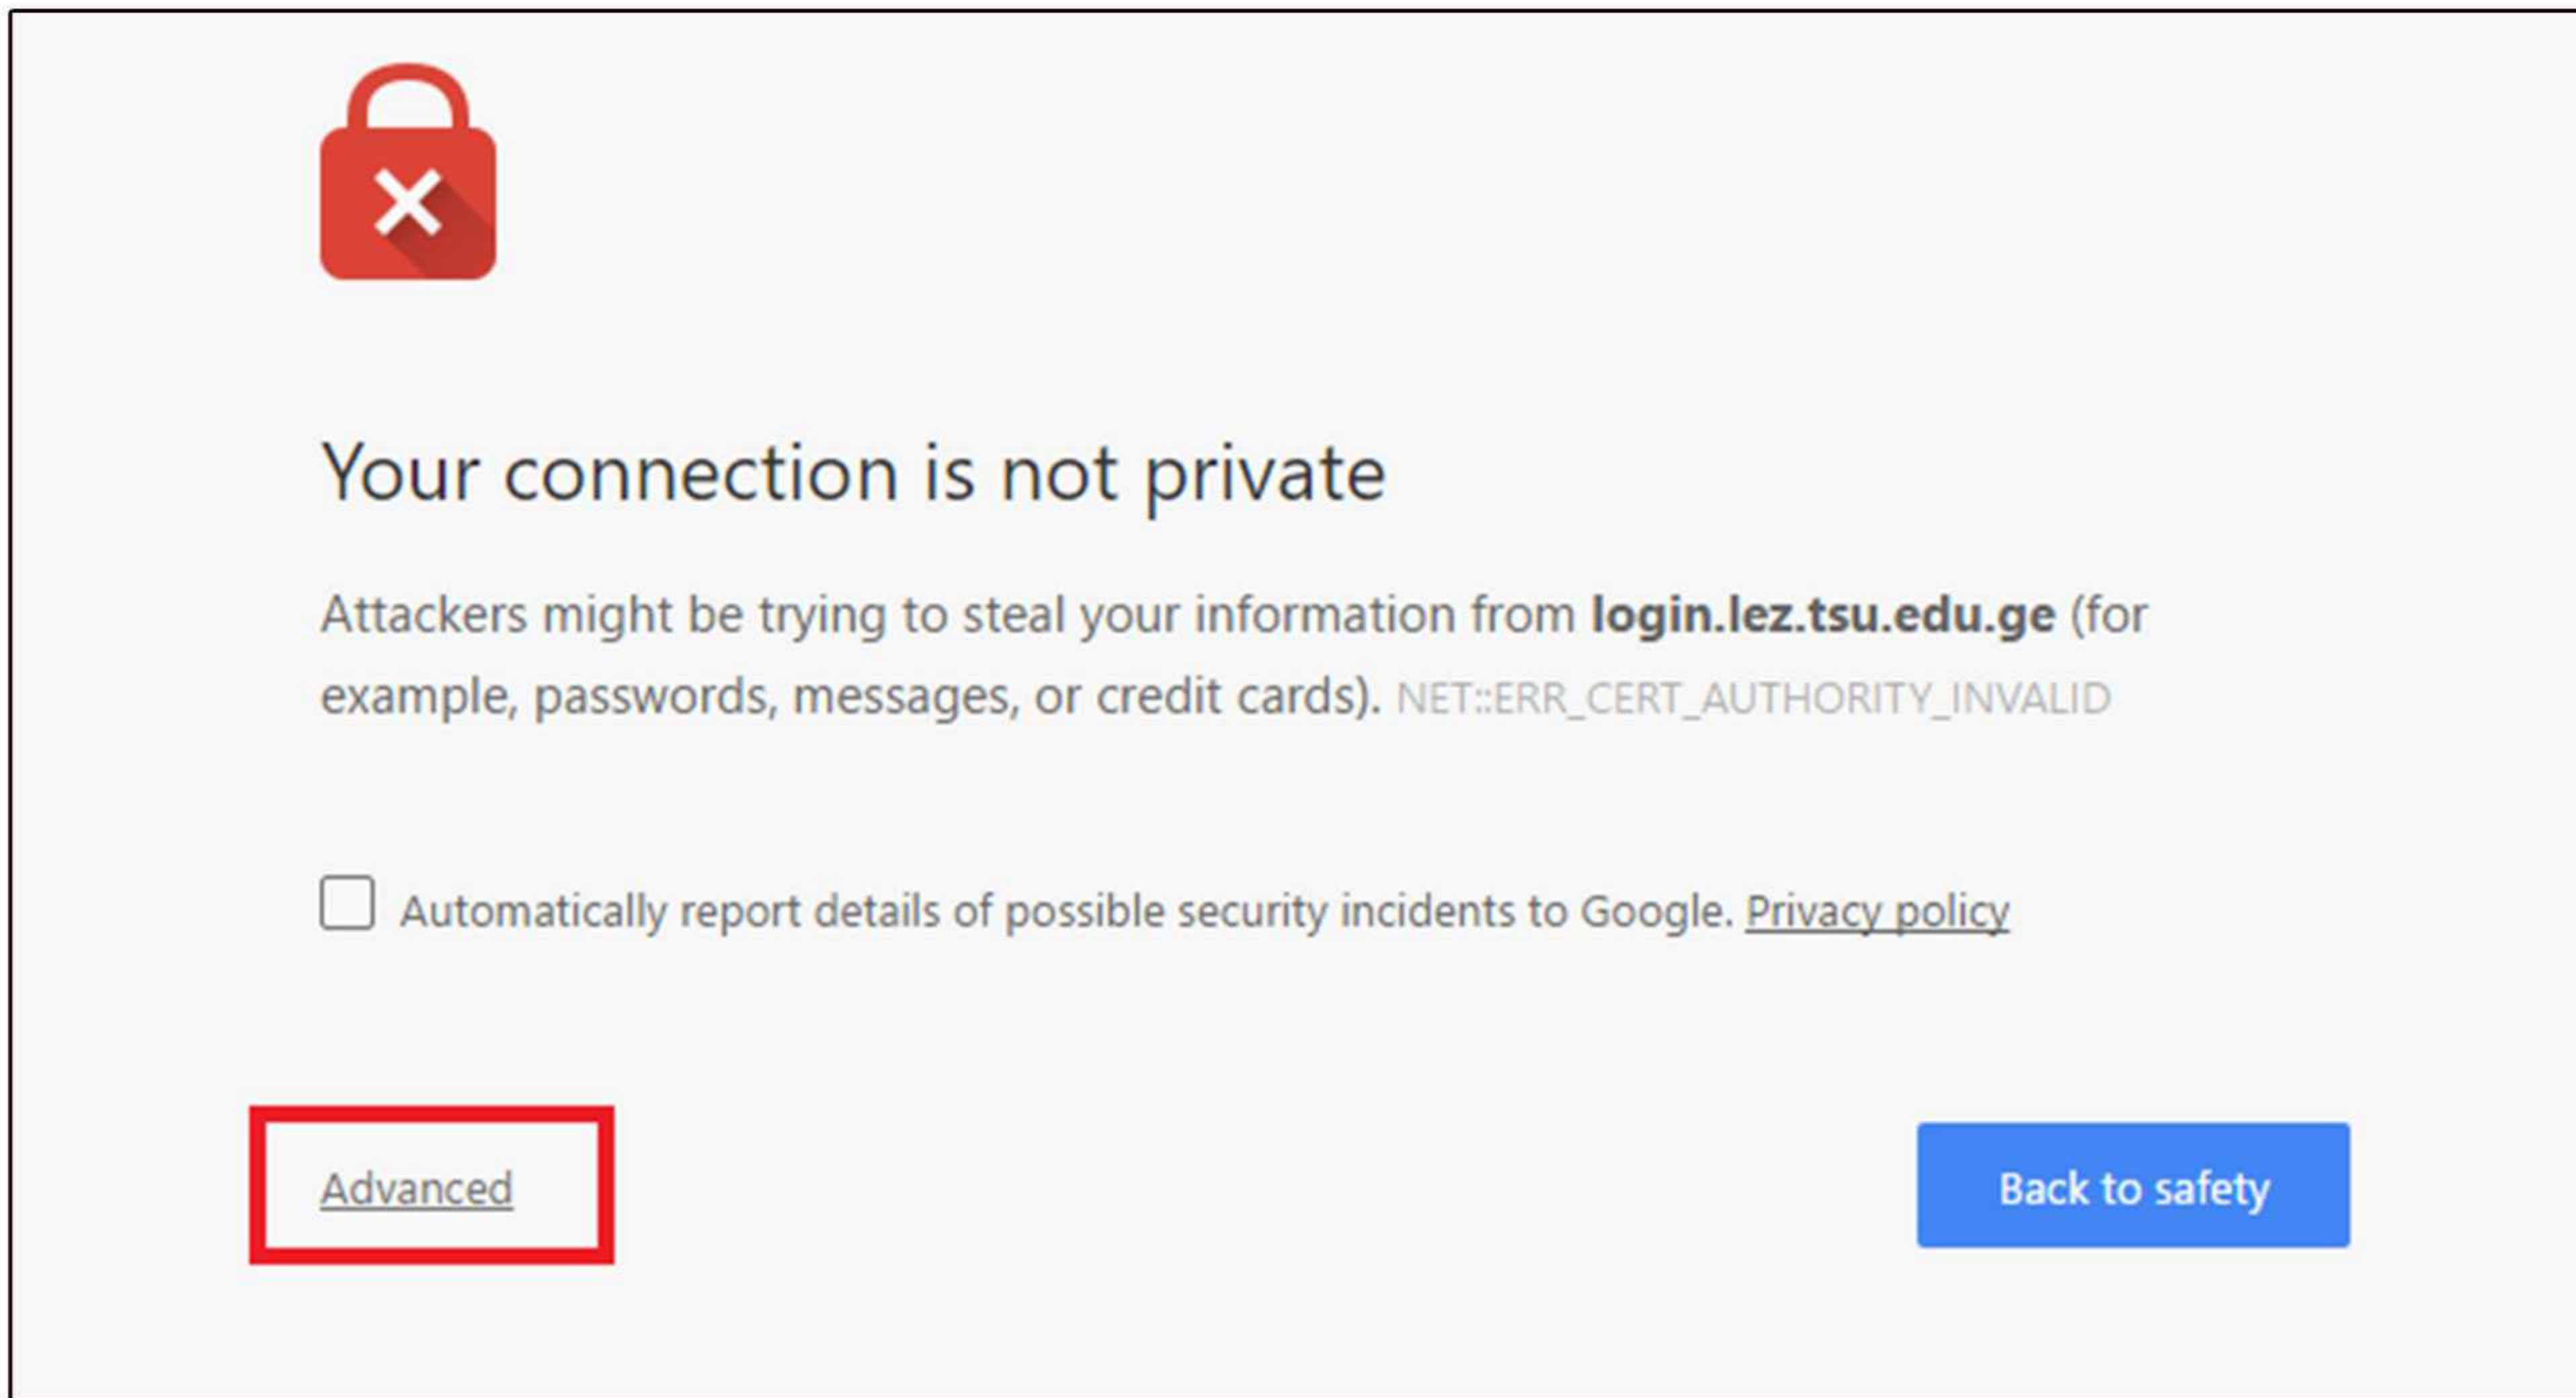 Your connection is not private
Attackers might be trying to steal your information from login.lez.tsu.edu.ge (for
example, passwords, messages, or credit cards). NET::ERR_CERT_AUTHORITY_INVALID
Automatically report details of possible security incidents to Google. Privacy policy
Advanced
Back to safety